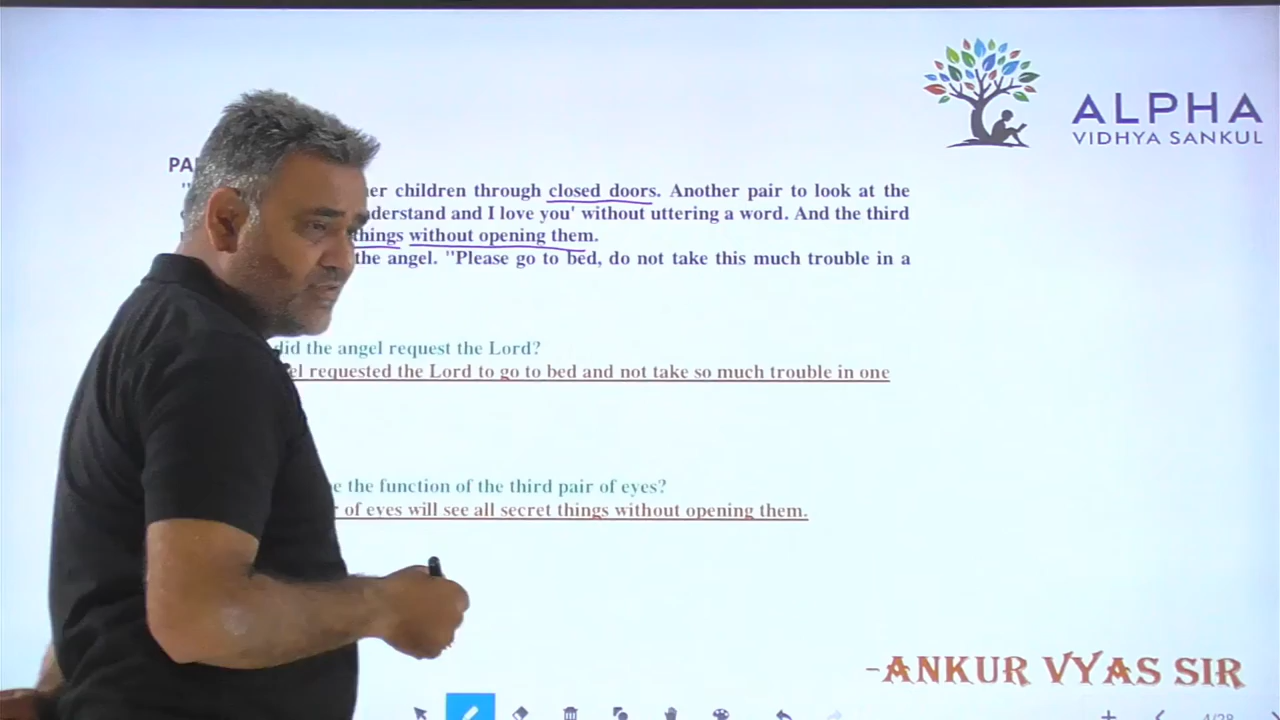 ALPHA
VIDHYA SANKUL
PA
er children through closed doors. Another pair to look at the
derstand and I love you' without uttering a word. And the third
things without opening them.
the angel. "Please go to bed, do not take this much trouble in a
did the angel request the Lord?
el requested the Lord to go to bed and not take so much trouble in one
e the function of the third pair of eyes?
of eyes will see all secret things without opening them.
-ANKUR VYAS SIR
4/28